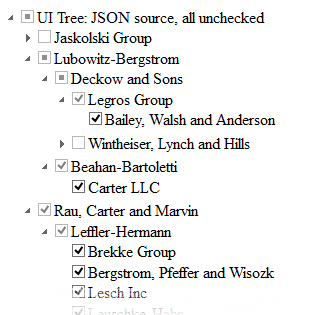 UI Tree: JSON source, all unchecked
Jaskolski Group
Lubowitz-Bergstrom
Deckow and Sons
Legros Group
Bailey, Walsh and Anderson
Wintheiser, Lynch and Hills
Beahan-Bartoletti
Carter LLC
Rau, Carter and Marvin
Leffler-Hermann
Brekke Group
Bergstrom, Pfeffer and Wisozk
Lesch Inc